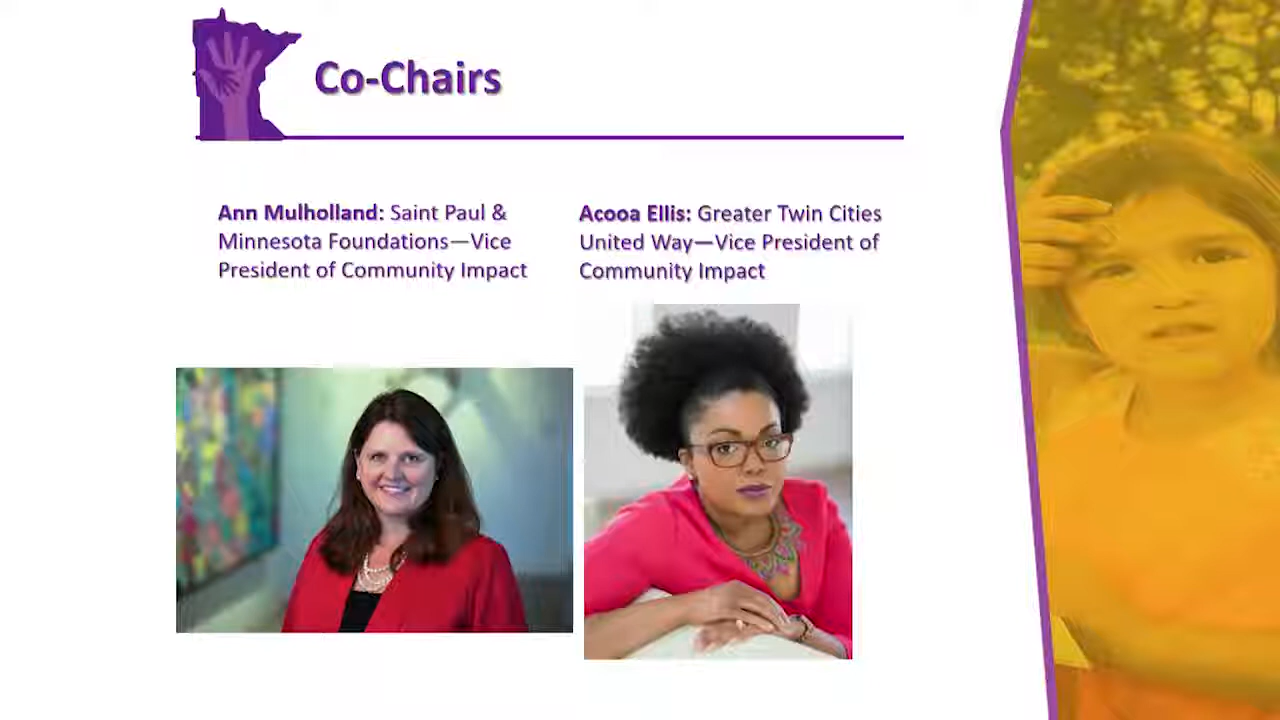 Co-Chairs
Ann Mulholland: Saint Paul &
Minnesota Foundations—Vice
President of Community Impact
Acooa Ellis: Greater Twin Cities
United Way—Vice President of
Community Impact